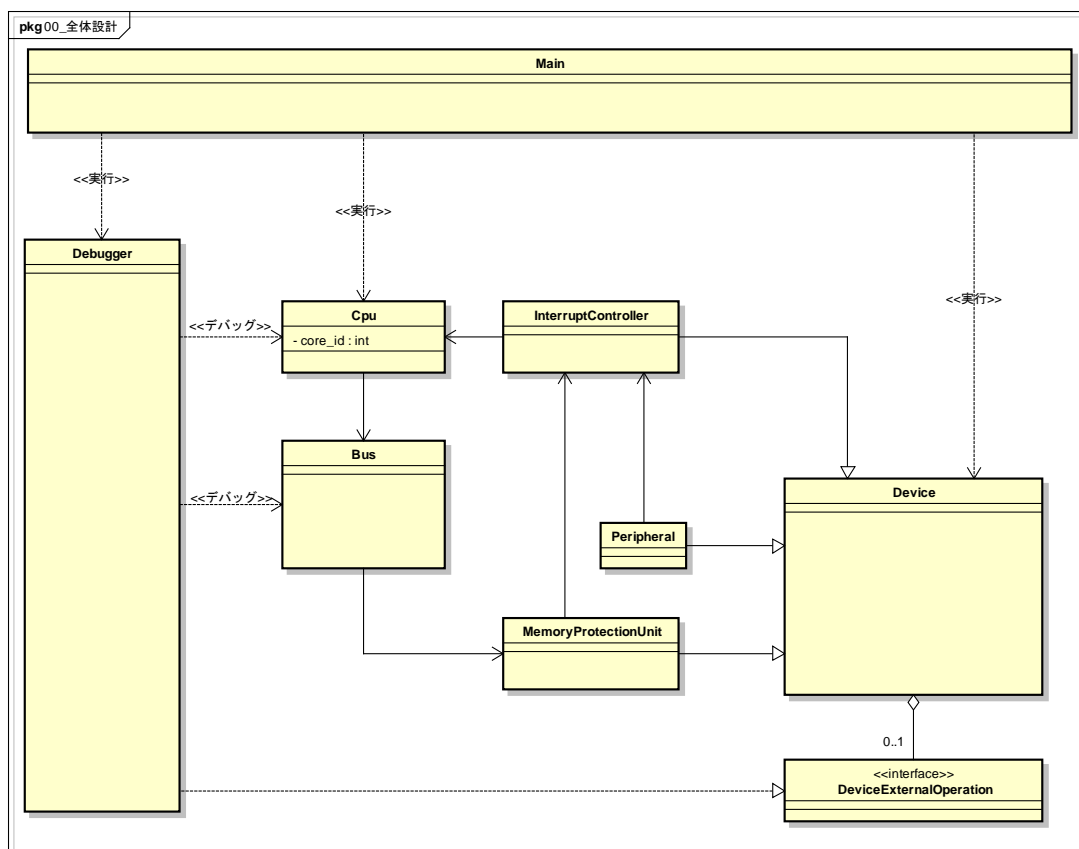 pkg 00_全体設計
Main
<<実行>>
<<実行>>
Debugger
<<実行>>
Cpu
InterruptController
<<デバッグ>>
- core_id : int
Bus
Device
<<デバッグ>>
Peripheral
MemoryProtectionUnit
0..1
<<interface>>
DeviceExternalOperation